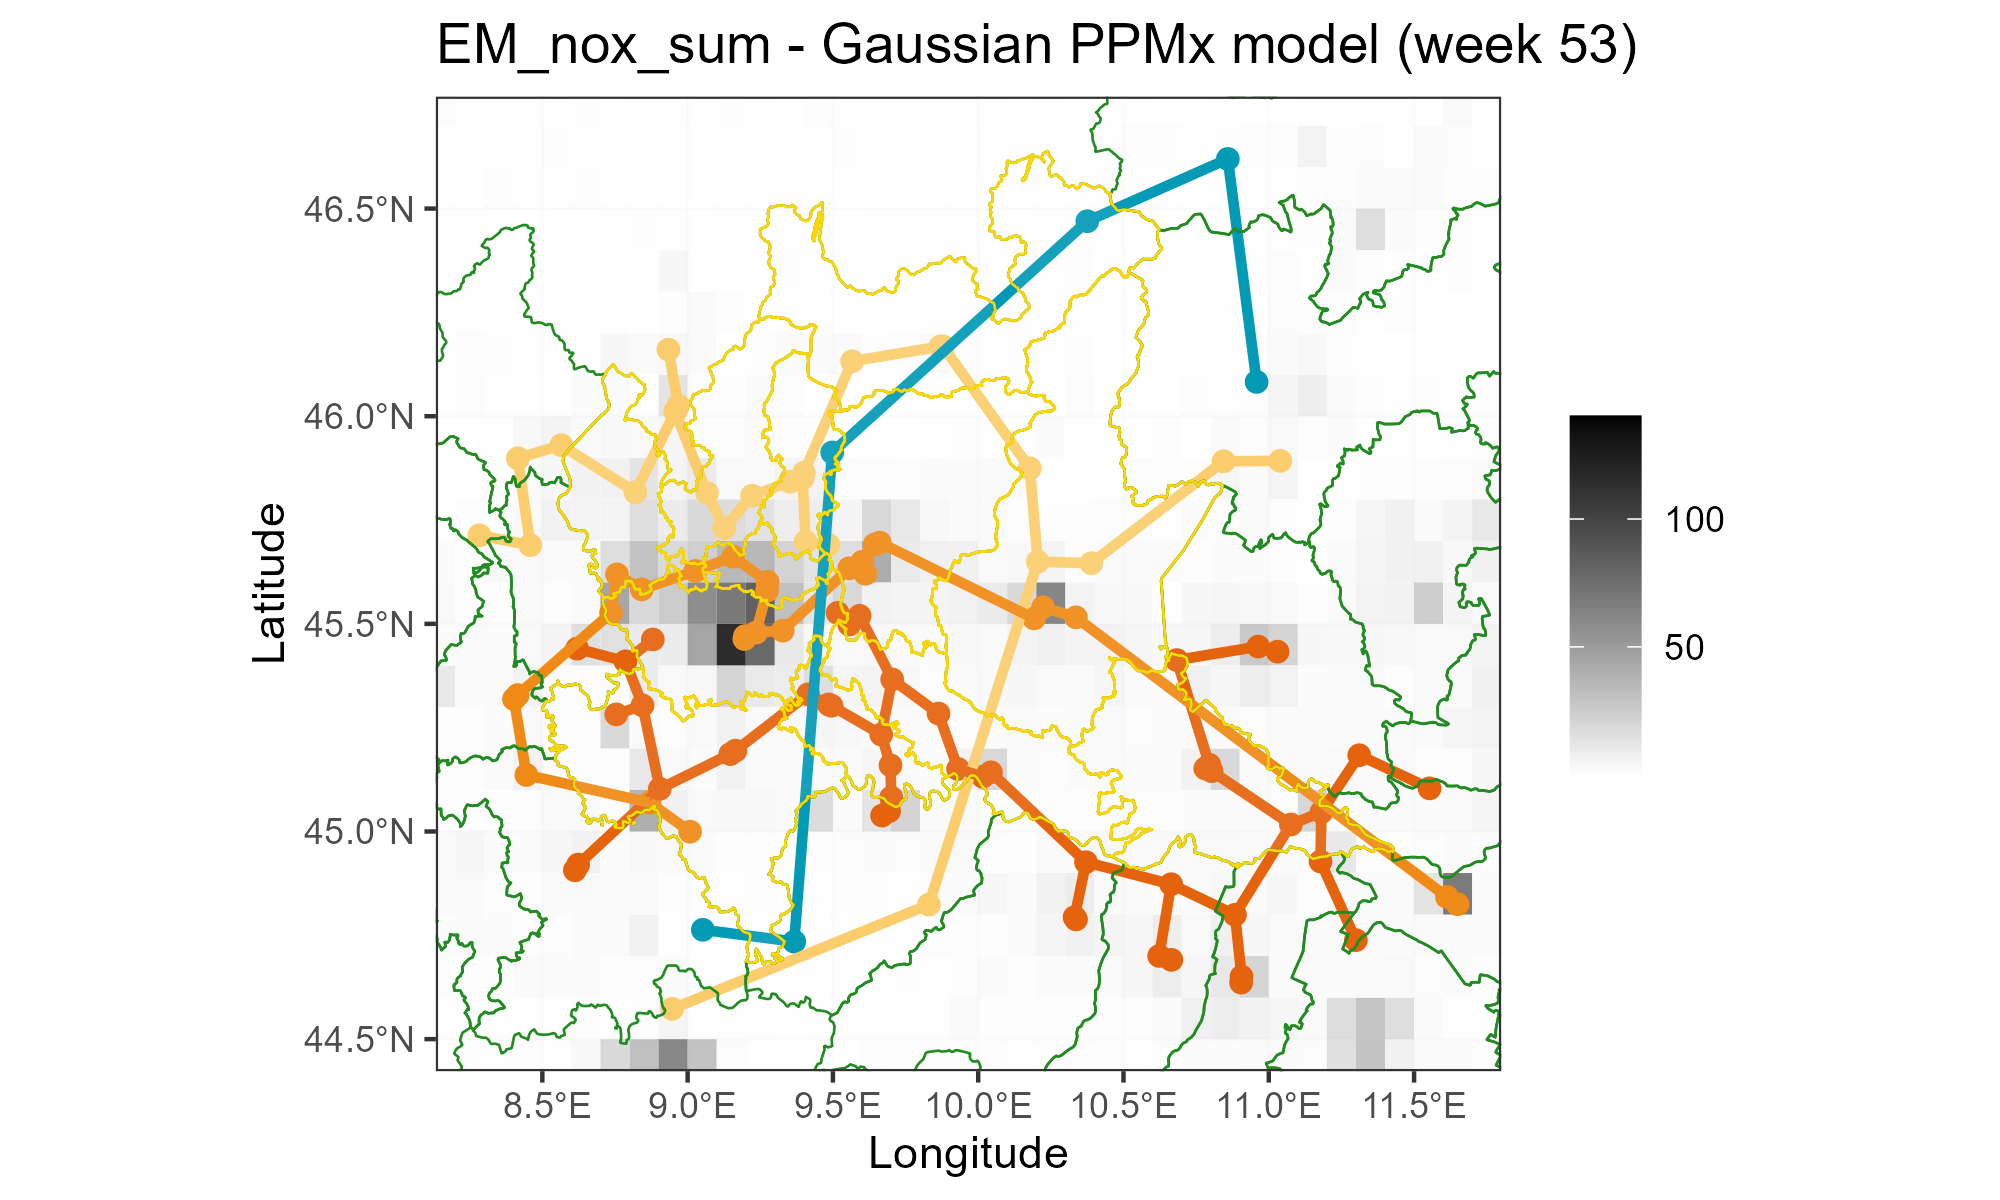 EM_nox_sum - Gaussian PPMx model (week 53)
46.5°N
46.0°N
45.5°N
45.0°N
44.5°N
Latitude
8.5°E 9.0°E 9.5°E 10.0°E 10.5°E 11.0°E 11.5°E
Longitude
100
50